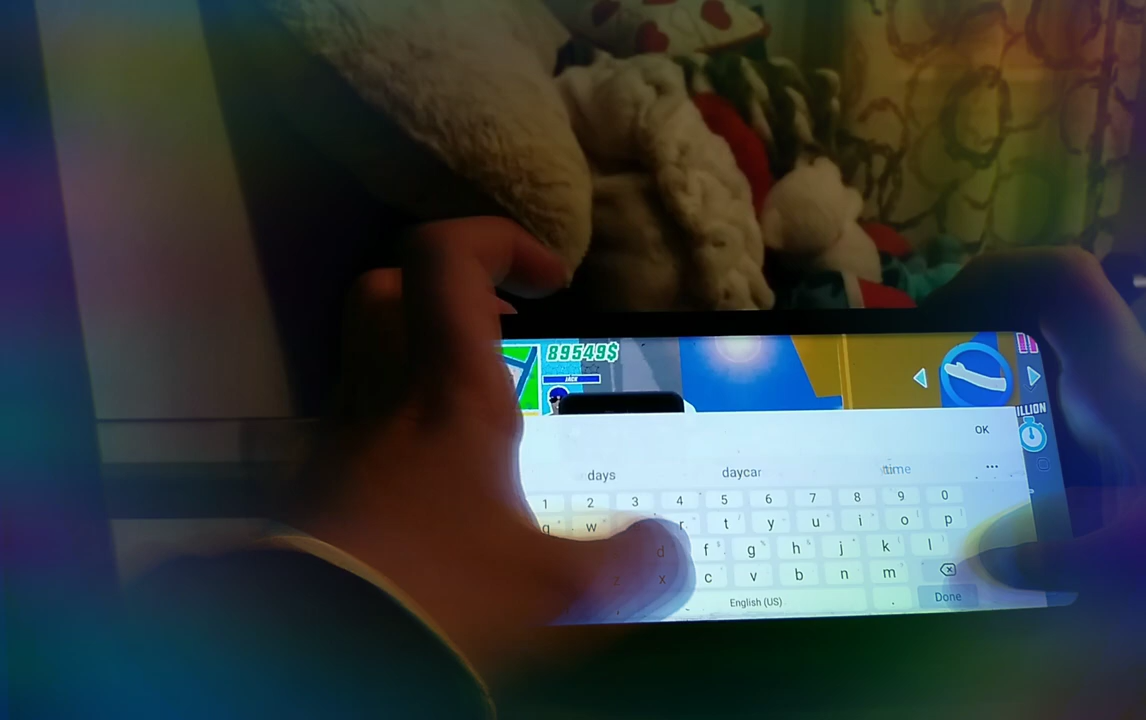 89549$
JACK
ILLION
OK
days daycar time
1 2 3 4 5 6 7 8 9 0
q w r t y u i o p
d f g h j k l
z x c v b n m
English (US) . Done